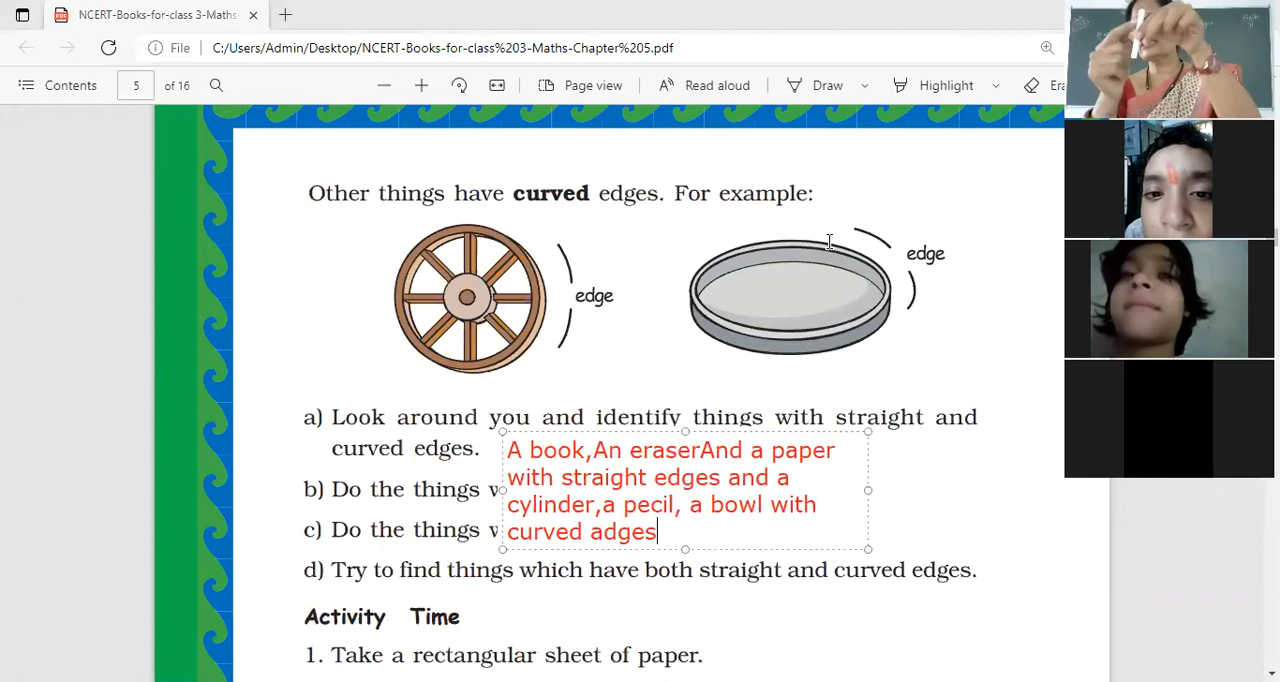 NCERT-Books-for-class 3-Maths-
File C:/Users/Admin/Desktop/NCERT-Books-for-class%203-Maths-Chapter%205.pdf
Contents 5 of 16 Page view Read aloud Draw Highlight Era
Other things have curved edges. For example:
edge
edge
a) Look around you and identify things with straight and
curved edges.
A book,An eraserAnd a paper
with straight edges and a
cylinder,a pecil, a bowl with
curved adges
b) Do the things
c) Do the things
d) Try to find things which have both straight and curved edges.
Activity Time
1. Take a rectangular sheet of paper.